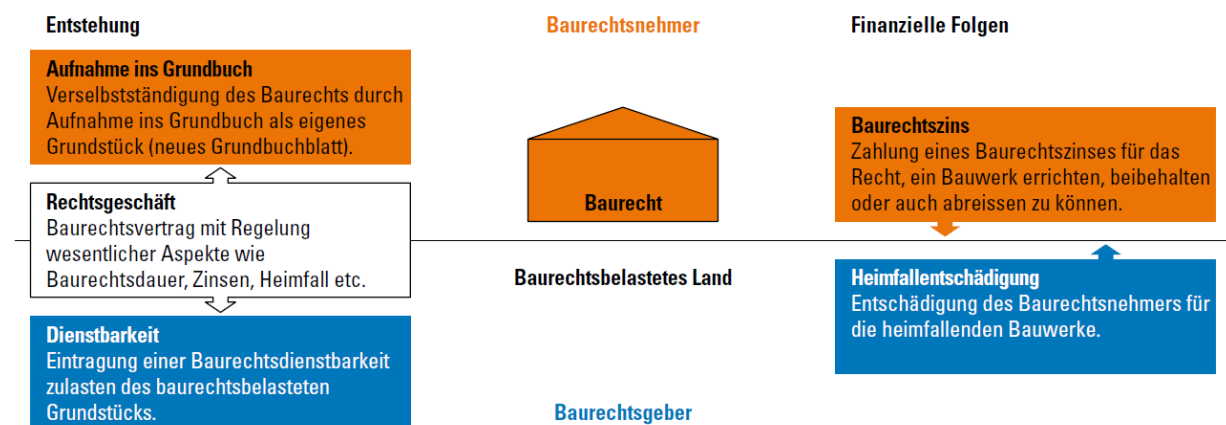 Entstehung
Aufnahme ins Grundbuch
Verselbstständigung des Baurechts durch
Aufnahme ins Grundbuch als eigenes
Grundstück (neues Grundbuchblatt).
Rechtsgeschäft
Baurechtsvertrag mit Regelung
wesentlicher Aspekte wie
Baurechtsdauer, Zinsen, Heimfall etc.
Dienstbarkeit
Eintragung einer Baurechtsdienstbarkeit
zulasten des baurechtsbelasteten
Grundstücks.
Baurechtsnehmer
Baurecht
Baurechtsbelastetes Land
Baurechtsgeber
Finanzielle Folgen
Baurechtszins
Zahlung eines Baurechtszinses für das
Recht, ein Bauwerk errichten, beibehalten
oder auch abreissen zu können.
Heimfallentschädigung
Entschädigung des Baurechtsnehmers für
die heimfallenden Bauwerke.